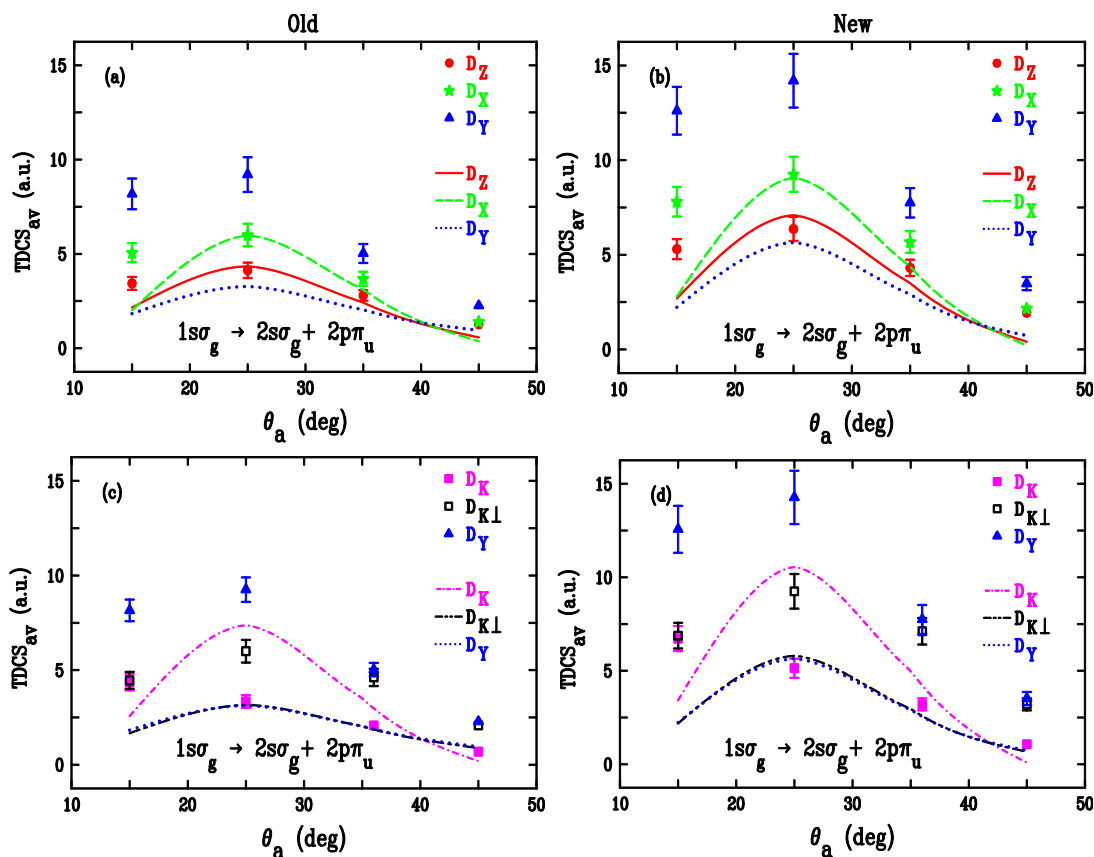 Old
New
(a)
D_Z
D_X
D_Y
D_Z
D_X
D_Y
15
10
5
0
TDCS_av (a.u.)
1sσ_g → 2sσ_g + 2pπ_u
10 20 30 40 50
θ_a (deg)
(b)
D_Z
D_X
D_Y
D_Z
D_X
D_Y
15
10
5
0
TDCS_av (a.u.)
1sσ_g → 2sσ_g + 2pπ_u
10 20 30 40 50
θ_a (deg)
(c)
D_K
D_K⊥
D_Y
D_K
D_K⊥
D_Y
15
10
5
0
TDCS_av (a.u.)
1sσ_g → 2sσ_g + 2pπ_u
10 20 30 40 50
θ_a (deg)
(d)
D_K
D_K⊥
D_Y
D_K
D_K⊥
D_Y
15
10
5
0
TDCS_av (a.u.)
1sσ_g → 2sσ_g + 2pπ_u
10 20 30 40 50
θ_a (deg)